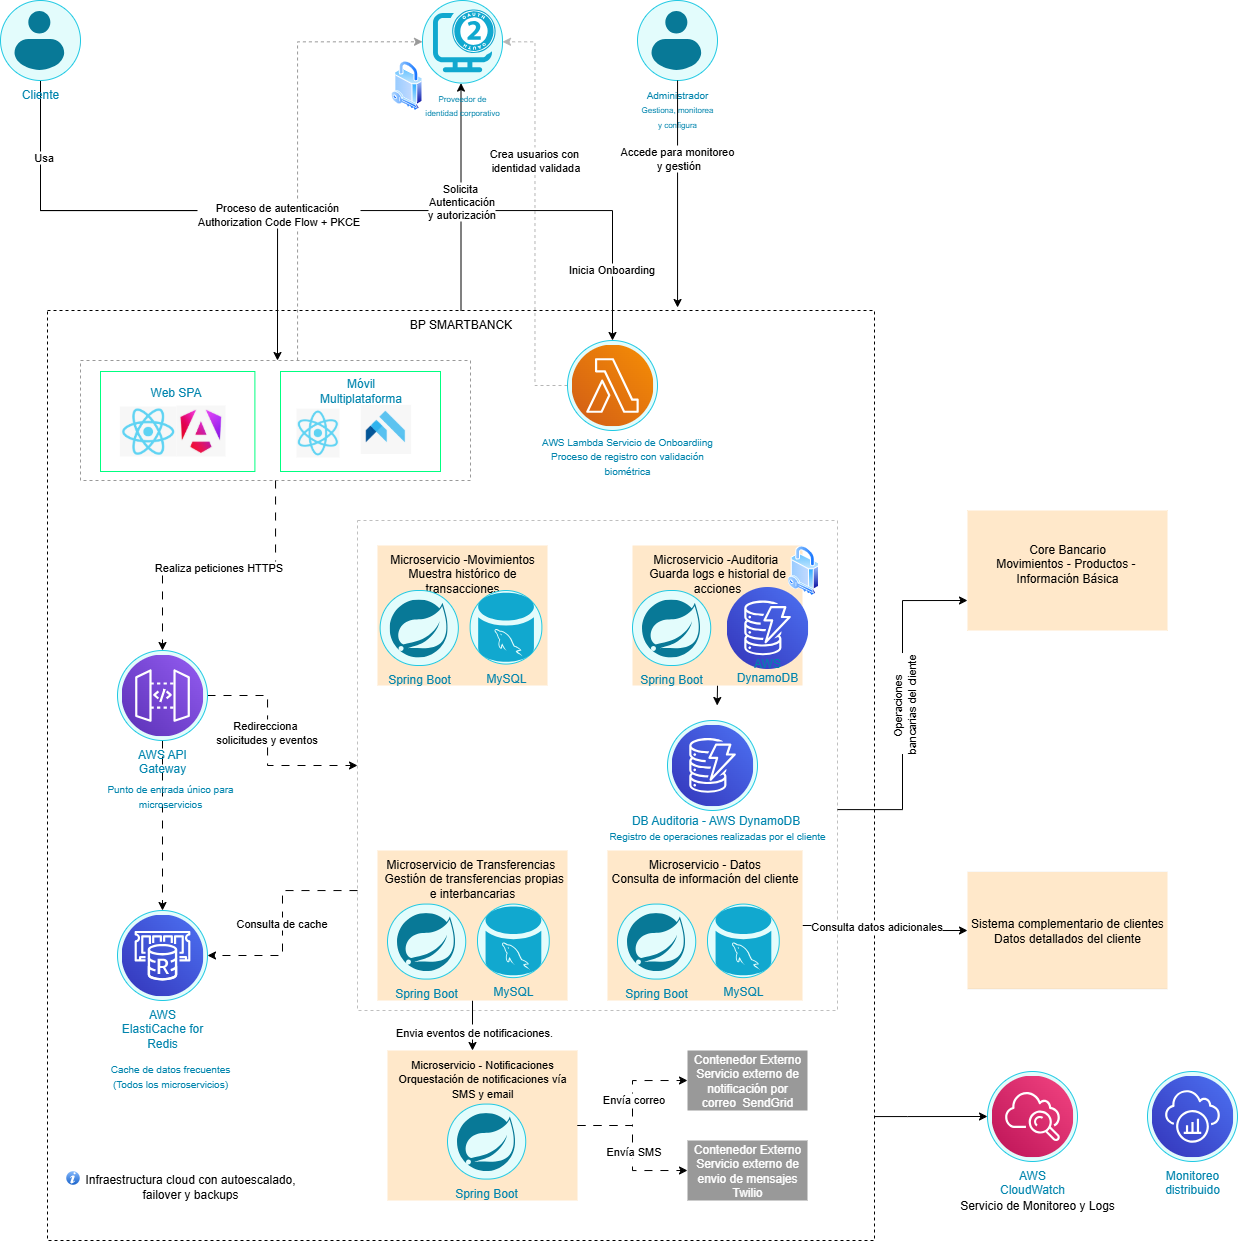 OAUTH
2
OAUTH
Cliente
Proveedor de
identidad corporativo
Administrador
Gestiona, monitorea
y configura
Usa
Crea usuarios con
identidad validada
Accede para monitoreo
y gestión
Solicita
Autenticación
y autorización
Proceso de autenticación
Authorization Code Flow + PKCE
Inicia Onboarding
BP SMARTBANCK
Web SPA
Móvil
Multiplataforma
AWS Lambda Servicio de Onboardiing
Proceso de registro con validación
biométrica
Realiza peticiones HTTPS
Microservicio -Movimientos
Muestra histórico de
transacciones
Spring Boot
MySQL
Microservicio -Auditoria
Guarda logs e historial de
acciones
Spring Boot
AWS
DynamoDB
Core Bancario
Movimientos - Productos -
Información Básica
Operaciones
bancarias del cliente
Redirecciona
solicitudes y eventos
AWS API
Gateway
Punto de entrada único para
microservicios
DB Auditoria - AWS DynamoDB
Registro de operaciones realizadas por el cliente
Microservicio de Transferencias
Gestión de transferencias propias
e interbancarias
Spring Boot
MySQL
Microservicio - Datos
Consulta de información del cliente
Spring Boot
MySQL
Consulta datos adicionales
Sistema complementario de clientes
Datos detallados del cliente
Consulta de cache
R
AWS
ElastiCache for
Redis
Cache de datos frecuentes
(Todos los microservicios)
Envia eventos de notificaciones.
Microservicio - Notificaciones
Orquestación de notificaciones vía
SMS y email
Spring Boot
Envía correo
Envía SMS
Contenedor Externo
Servicio externo de
notificación por
correo SendGrid
Contenedor Externo
Servicio externo de
envio de mensajes
Twilio
AWS
CloudWatch
Servicio de Monitoreo y Logs
Monitoreo
distribuido
Infraestructura cloud con autoescalado,
failover y backups